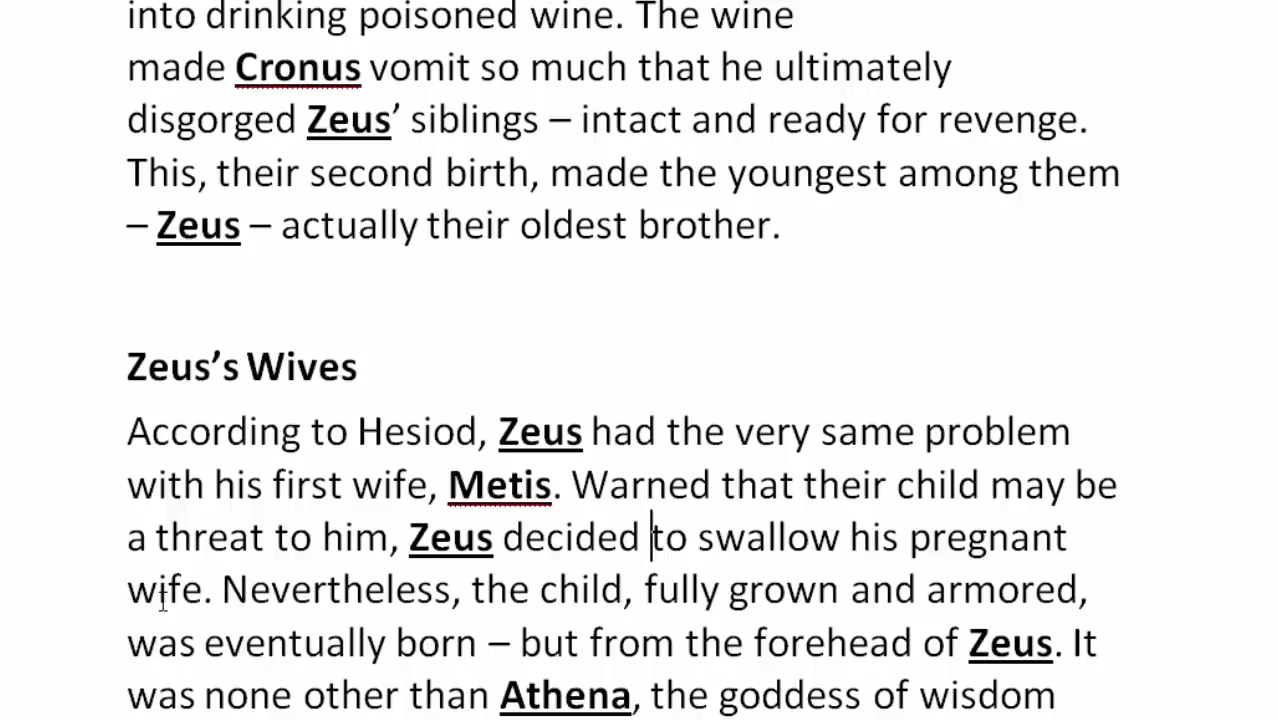 into drinking poisoned wine. The wine
made Cronus vomit so much that he ultimately
disgorged Zeus’ siblings – intact and ready for revenge.
This, their second birth, made the youngest among them
– Zeus – actually their oldest brother.
Zeus’s Wives
According to Hesiod, Zeus had the very same problem
with his first wife, Metis. Warned that their child may be
a threat to him, Zeus decided to swallow his pregnant
wife. Nevertheless, the child, fully grown and armored,
was eventually born – but from the forehead of Zeus. It
was none other than Athena, the goddess of wisdom